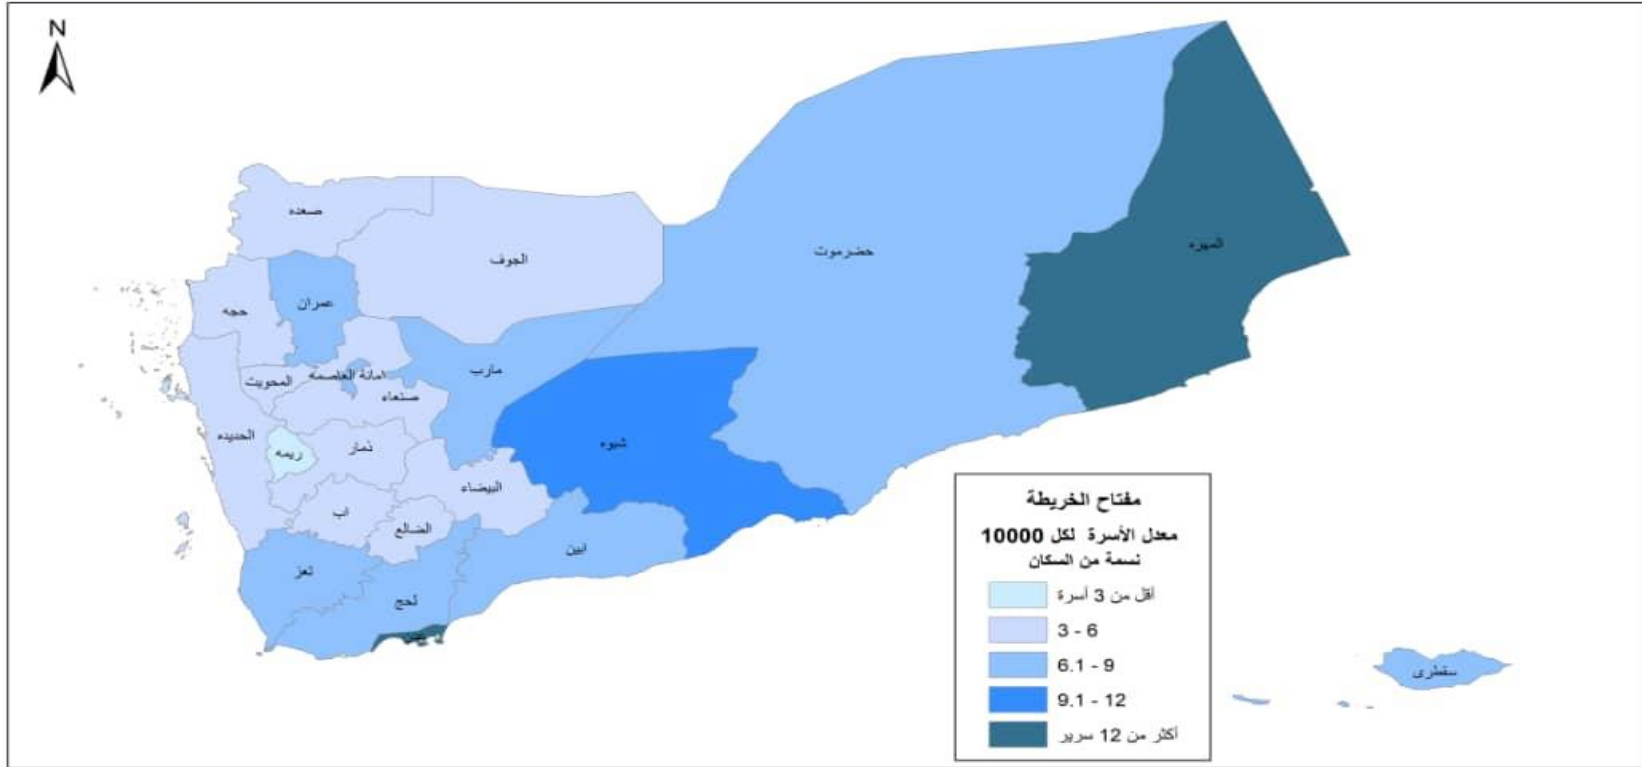 N
صعده
الجوف
حضرموت
المهره
عمران
حجه
مارب
امانة العاصمه
المحويت
صنعاء
الحديده
ذمار
ريمه
شبوه
البيضاء
اب
الضالع
ابين
تعز
لحج
عدن
سقطرى
مفتاح الخريطة
معدل الأسرة لكل 10000
نسمة من السكان
أقل من 3 أسرة
3 - 6
6.1 - 9
9.1 - 12
أكثر من 12 سرير